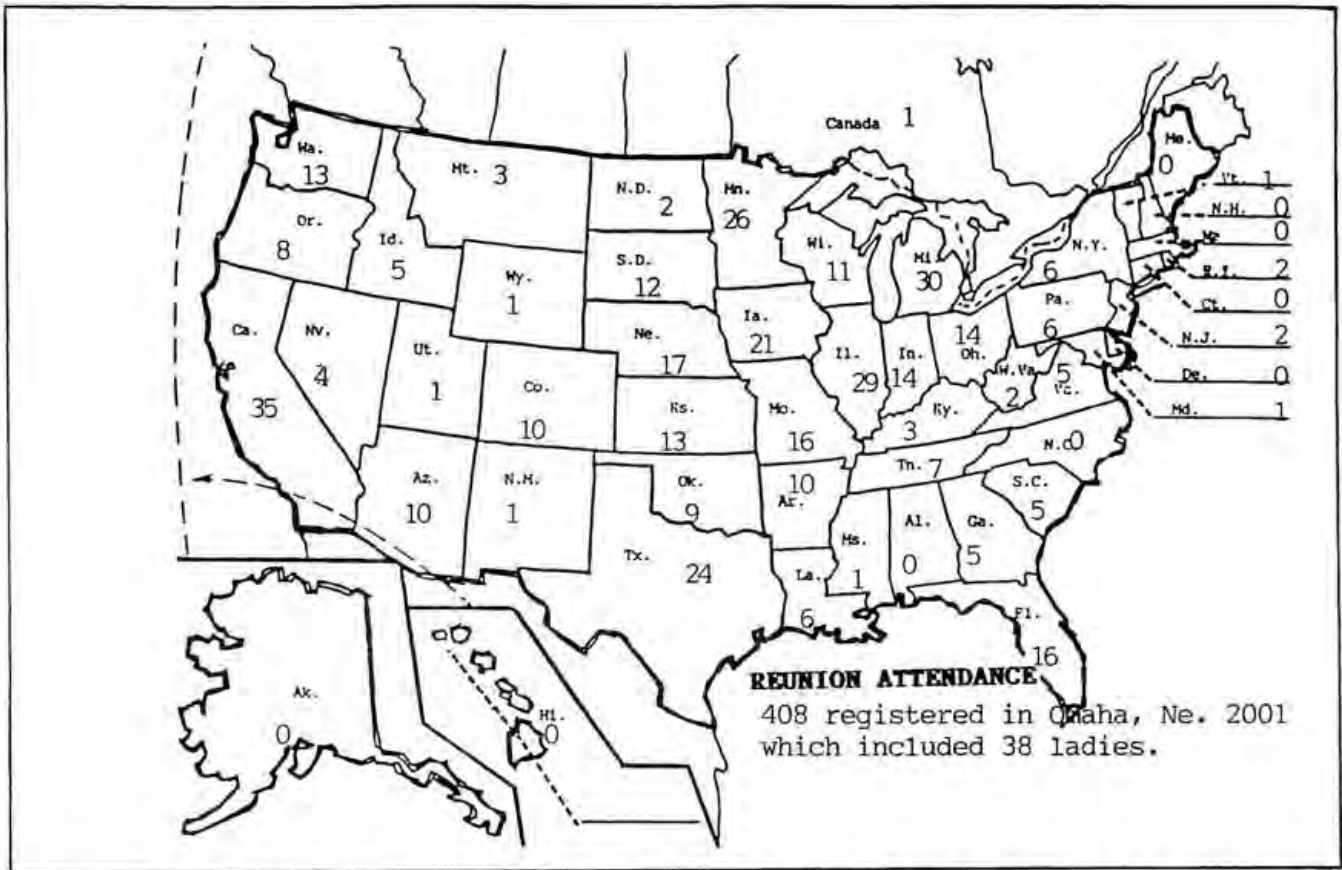 Canada 1
Me.
0
Wa.
13
Mt. 3
N.D. 2
Mn.
26
Vt. 1
N.H. 0
Ma 0
R.I. 2
Ct. 0
N.J. 2
De. 0
Md. 1
Or.
8
Id.
5
S.D.
12
Wi.
11
Mi.
30
N.Y.
6
Wy.
1
Pa.
6
Ia.
21
Ne.
17
Ca.
35
Nv.
4
Ut.
1
Co.
10
Il.
29
In.
14
14
Oh.
W.Va
2
5
Va.
Ks.
13
Mo.
16
Ky.
3
N.C. 0
Tn. 7
Az.
10
N.M.
1
Ok.
9
10
Ar.
S.C.
5
Tx. 24
Ms.
1
Al.
0
Ga.
5
La.
6
Fl.
16
Ak.
0
Hi.
0
REUNION ATTENDANCE
408 registered in Omaha, Ne. 2001
which included 38 ladies.